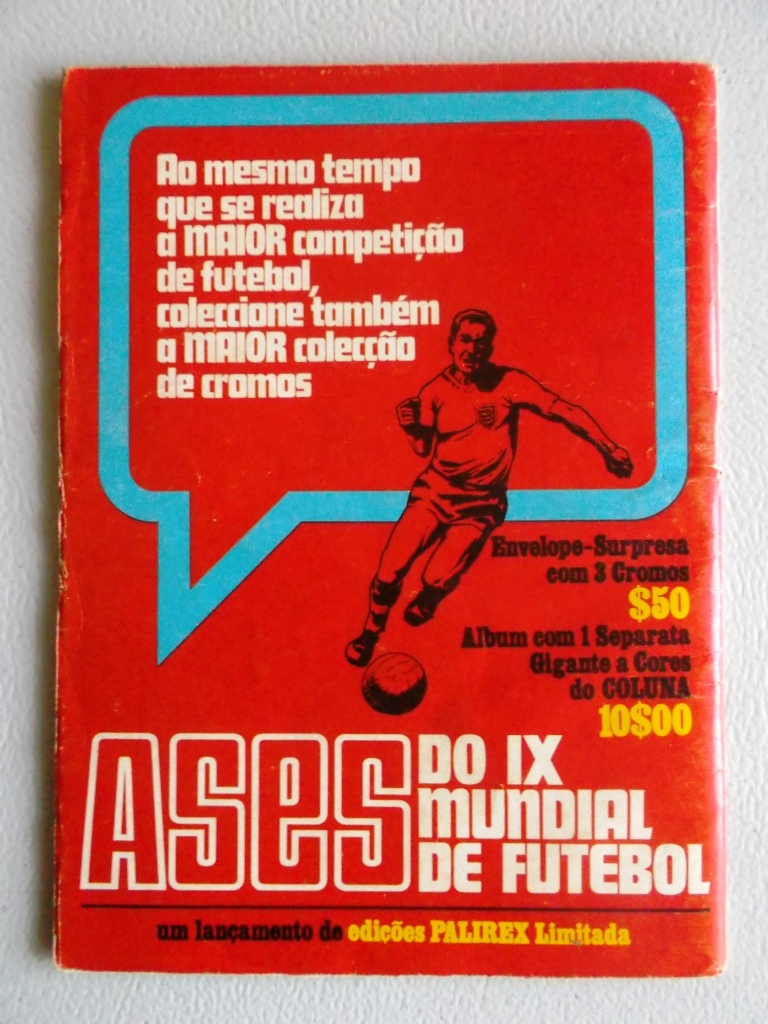 Ao mesmo tempo
que se realiza
a MAIOR competição
de futebol,
coleccione também
a MAIOR colecção
de cromos
Envelope-Surpresa
com 3 Cromos
$50
Album com 1 Separata
Gigante a Cores
do COLUNA
10$00
ASES
DO IX
MUNDIAL
DE FUTEBOL
um lançamento de edições PALIREX Limitada